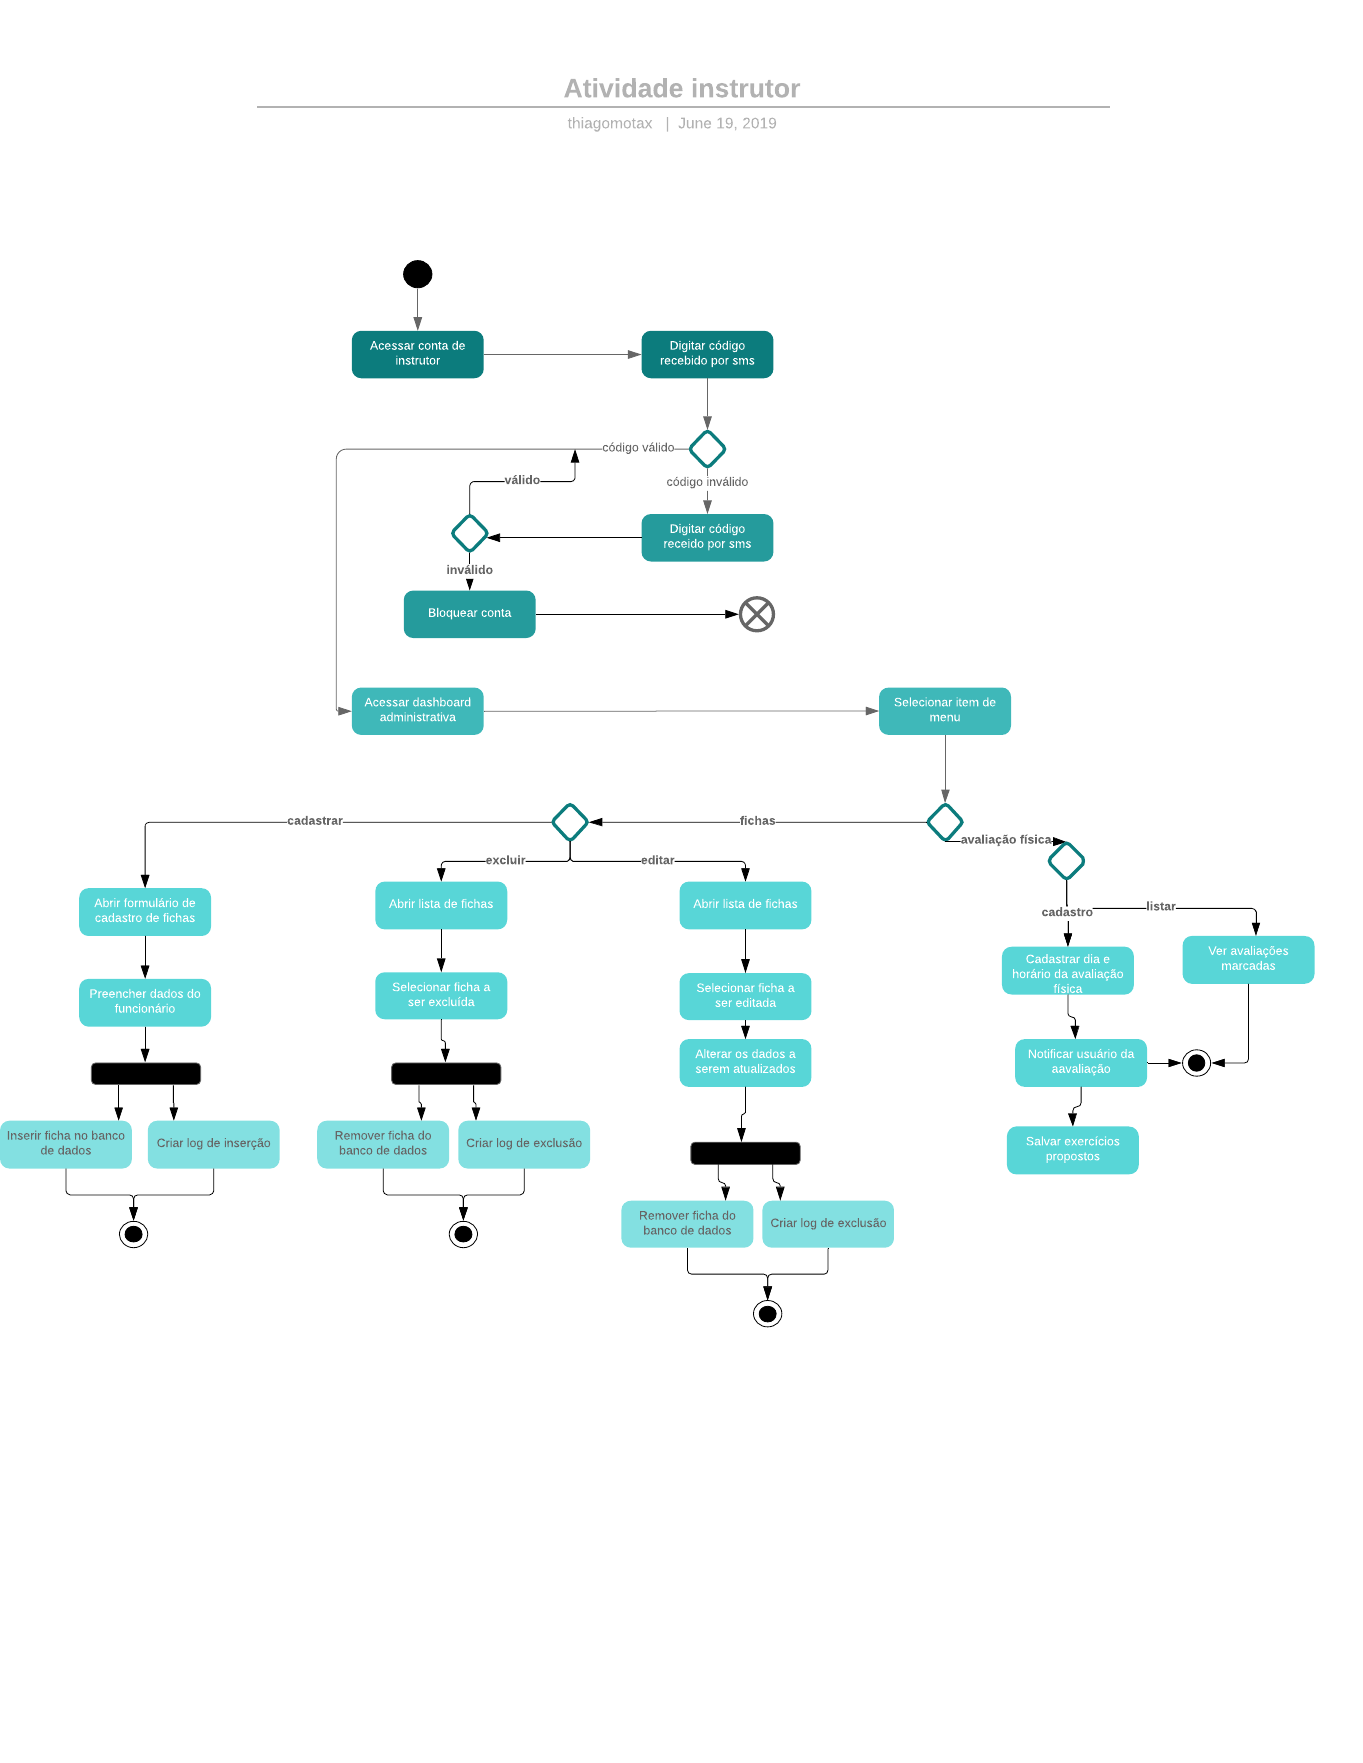 Atividade instrutor
thiagomotax | June 19, 2019
Acessar conta de
instrutor
Digitar código
recebido por sms
código válido
válido
código inválido
Digitar código
receido por sms
inválido
Bloquear conta
Acessar dashboard
administrativa
Selecionar item de
menu
cadastrar
fichas
avaliação física
excluir
editar
cadastro
listar
Abrir formulário de
cadastro de fichas
Abrir lista de fichas
Abrir lista de fichas
Cadastrar dia e
horário da avaliação
física
Ver avaliações
marcadas
Preencher dados do
funcionário
Selecionar ficha a
ser excluída
Selecionar ficha a
ser editada
Alterar os dados a
serem atualizados
Notificar usuário da
aavaliação
Inserir ficha no banco
de dados
Criar log de inserção
Remover ficha do
banco de dados
Criar log de exclusão
Salvar exercícios
propostos
Remover ficha do
banco de dados
Criar log de exclusão